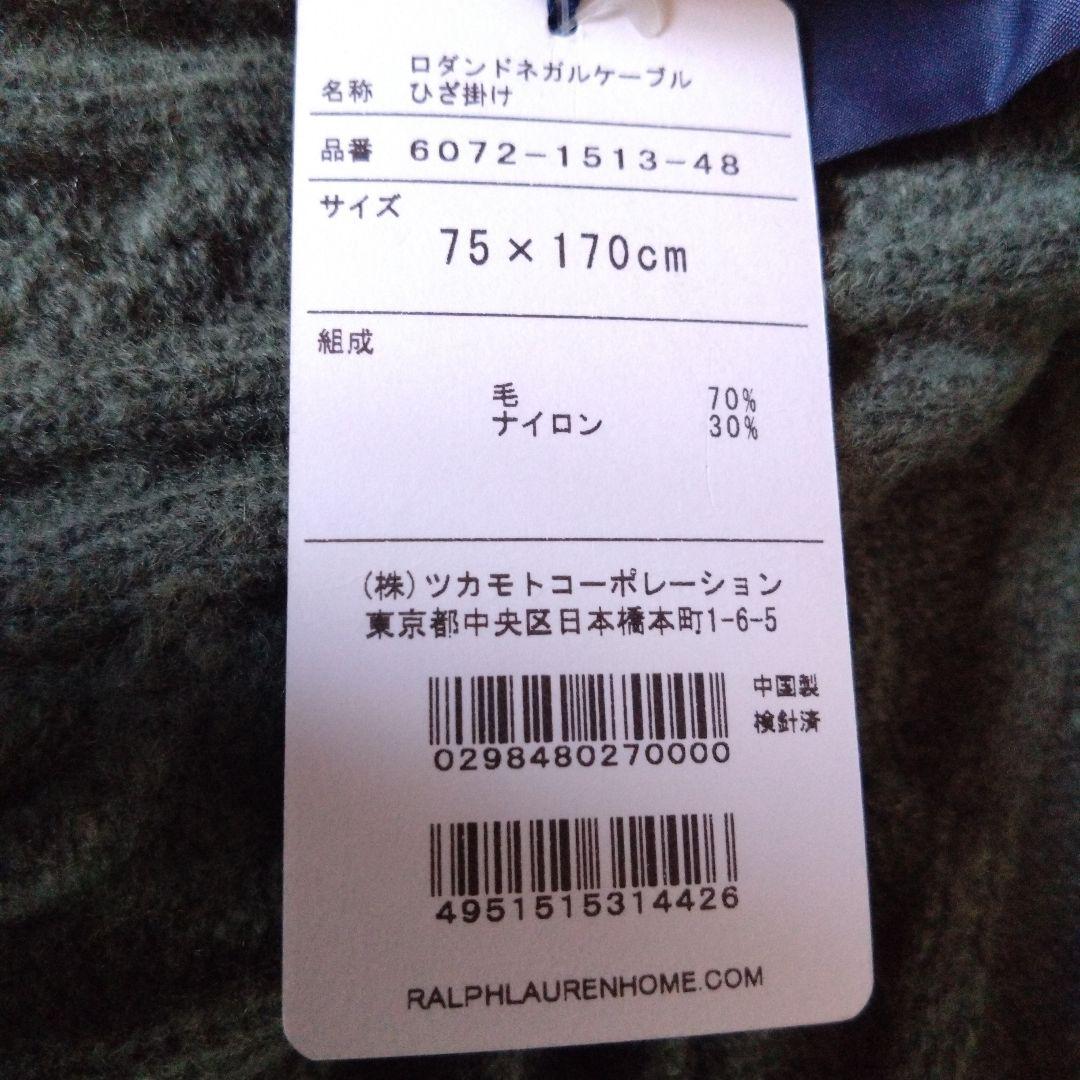 名称 ロダンドネガルケーブル
ひざ掛け
品番 6072-1513-48
サイズ
75×170cm
組成
毛 70%
ナイロン 30%
(株)ツカモトコーポレーション
東京都中央区日本橋本町1-6-5
中国製
検針済
0298480270000
4951515314426
RALPHLAURENHOME.COM